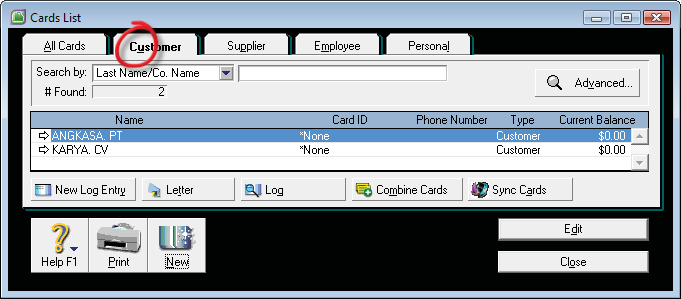 Cards List
All Cards Customer Supplier Employee Personal
Search by: Last Name/Co. Name
Advanced...
# Found: 2
Name Card ID Phone Number Type Current Balance
ANGKASA. PT *None Customer $0.00
KARYA. CV *None Customer $0.00
New Log Entry Letter Log Combine Cards Sync Cards
Edit
Help F1 Print New Close